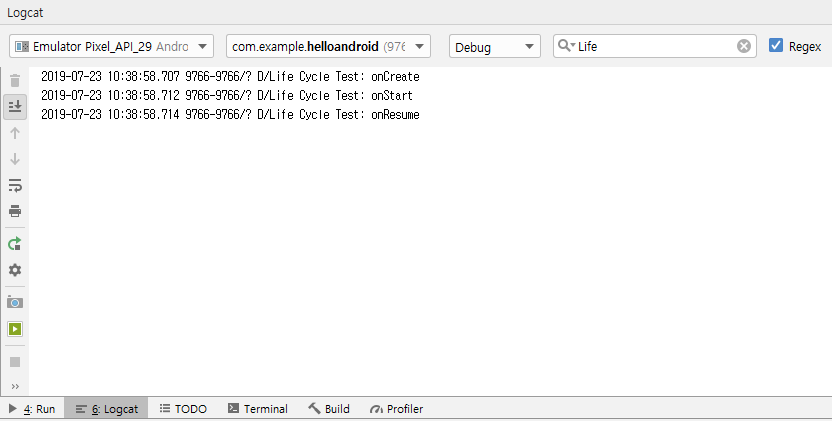 Logcat
Emulator Pixel_API_29 Andro
com.example.helloandroid (976
Debug
Life
Regex
2019-07-23 10:38:58.707 9766-9766/? D/Life Cycle Test: onCreate
2019-07-23 10:38:58.712 9766-9766/? D/Life Cycle Test: onStart
2019-07-23 10:38:58.714 9766-9766/? D/Life Cycle Test: onResume
4: Run
6: Logcat
TODO
Terminal
Build
Profiler